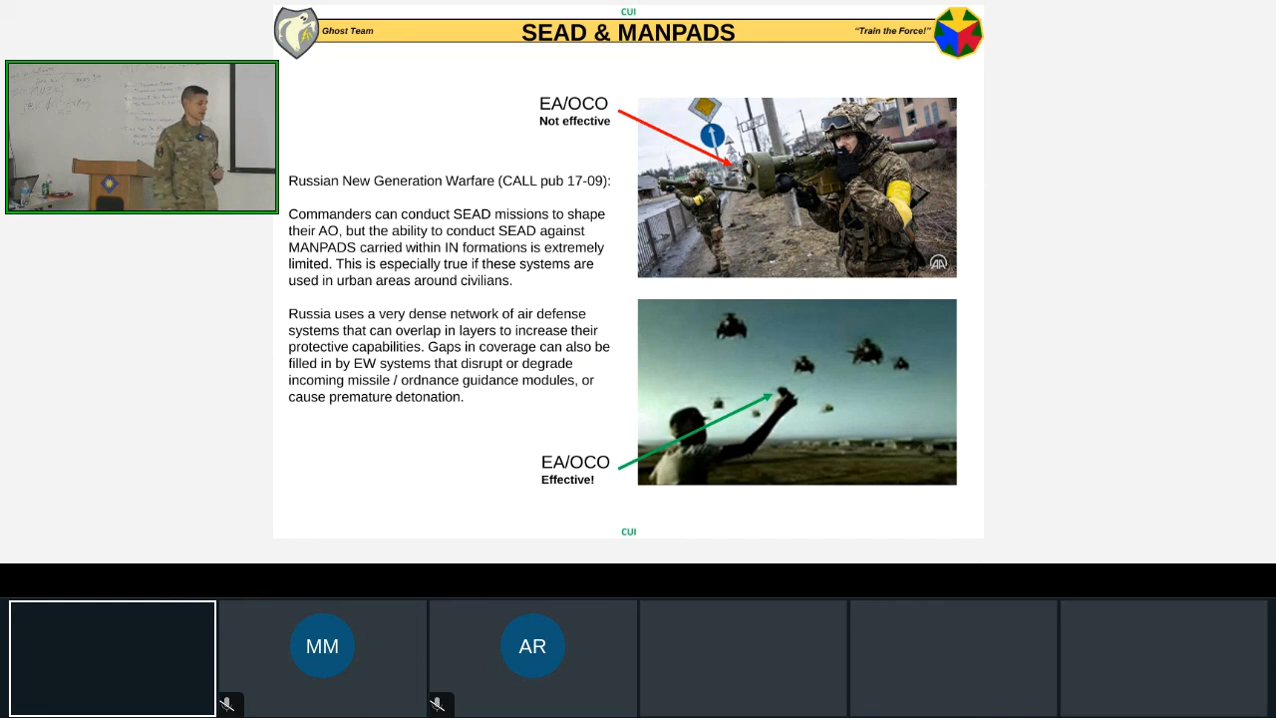 CUI
Ghost Team
SEAD & MANPADS
"Train the Force!"
EA/OCO
Not effective
Russian New Generation Warfare (CALL pub 17-09):
Commanders can conduct SEAD missions to shape
their AO, but the ability to conduct SEAD against
MANPADS carried within IN formations is extremely
limited. This is especially true if these systems are
used in urban areas around civilians.
Russia uses a very dense network of air defense
systems that can overlap in layers to increase their
protective capabilities. Gaps in coverage can also be
filled in by EW systems that disrupt or degrade
incoming missile / ordnance guidance modules, or
cause premature detonation.
AA
EA/OCO
Effective!
CUI
MM
AR